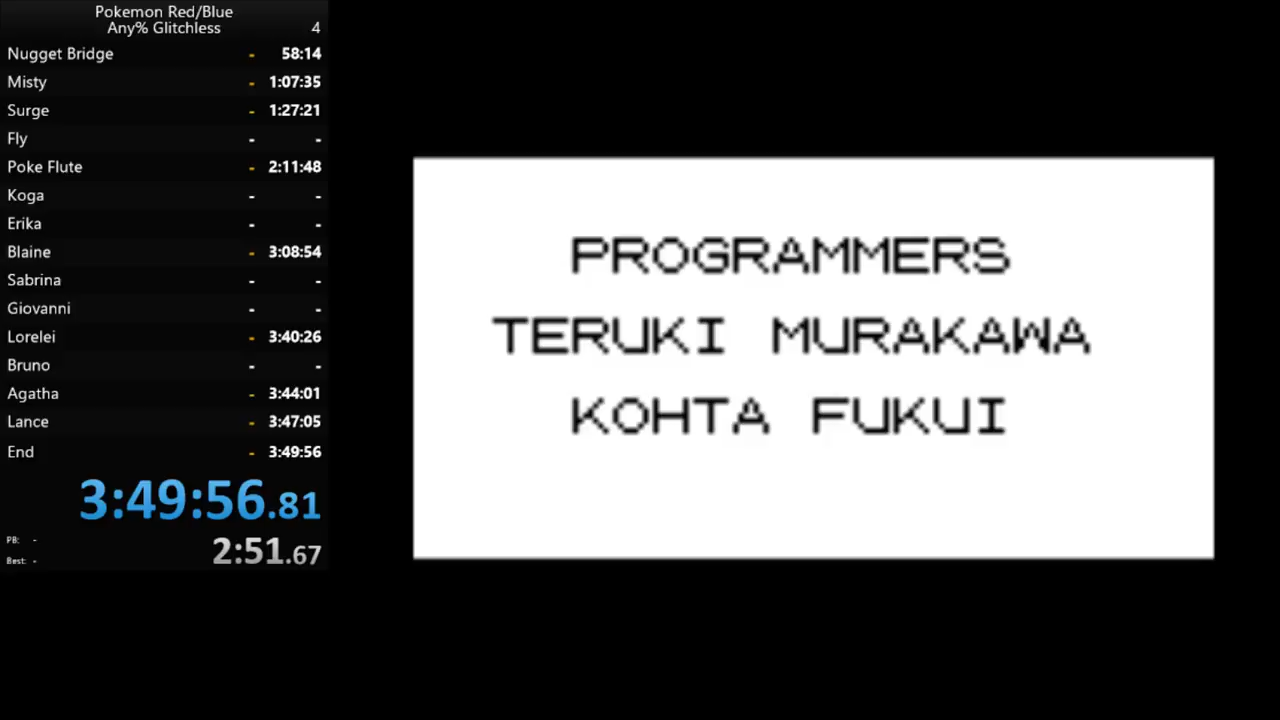 Pokemon Red/Blue
Any% Glitchless 4
Nugget Bridge - 58:14
Misty - 1:07:35
Surge - 1:27:21
Fly - -
Poke Flute - 2:11:48
Koga - -
Erika - -
Blaine - 3:08:54
Sabrina - -
Giovanni - -
Lorelei - 3:40:26
Bruno - -
Agatha - 3:44:01
Lance - 3:47:05
End - 3:49:56
3:49:56.81
PB: - 2:51.67
Best: -
PROGRAMMERS
TERUKI MURAKAWA
KOHTA FUKUI